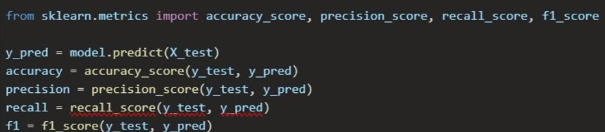 from sklearn.metrics import accuracy_score, precision_score, recall_score, f1_score
y_pred = model.predict(X_test)
accuracy = accuracy_score(y_test, y_pred)
precision = precision_score(y_test, y_pred)
recall = recall_score(y_test, y_pred)
f1 = f1_score(y_test, y_pred)